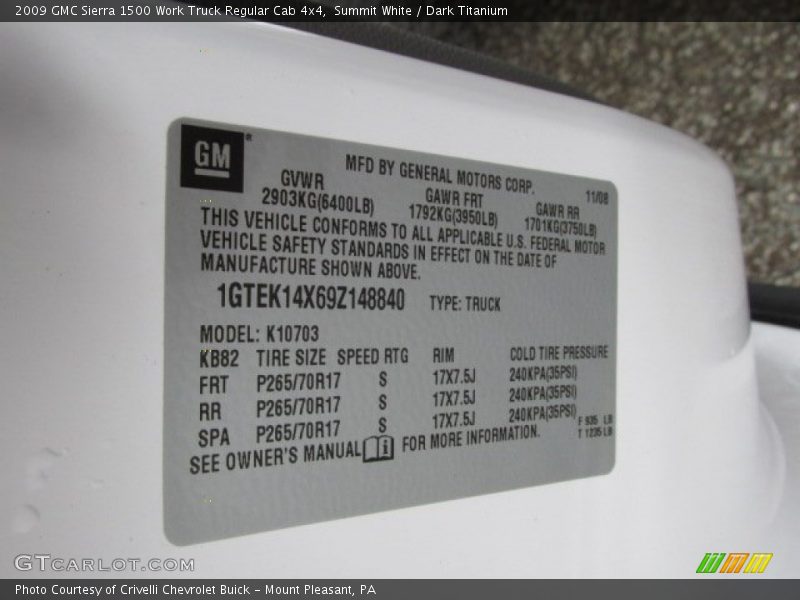 2009 GMC Sierra 1500 Work Truck Regular Cab 4x4, Summit White / Dark Titanium
GM
MFD BY GENERAL MOTORS CORP.
11/08
GVWR GAWR FRT GAWR RR
2903KG(6400LB) 1792KG(3950LB) 1701KG(3750LB)
THIS VEHICLE CONFORMS TO ALL APPLICABLE U.S. FEDERAL MOTOR
VEHICLE SAFETY STANDARDS IN EFFECT ON THE DATE OF
MANUFACTURE SHOWN ABOVE.
1GTEK14X69Z148840 TYPE: TRUCK
MODEL: K10703
KB82 TIRE SIZE SPEED RTG RIM COLD TIRE PRESSURE
FRT P265/70R17 S 17X7.5J 240KPA(35PSI)
RR P265/70R17 S 17X7.5J 240KPA(35PSI)
SPA P265/70R17 S 17X7.5J 240KPA(35PSI)
F 935 LB
T 1235 LB
SEE OWNER'S MANUAL i FOR MORE INFORMATION.
GTCARLOT.COM
Photo Courtesy of Crivelli Chevrolet Buick - Mount Pleasant, PA